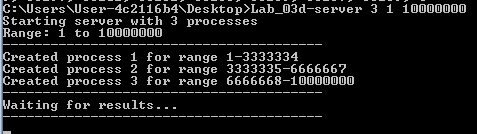 C:\Users\User-4c2116b4\Desktop>Lab_03d-server 3 1 10000000
Starting server with 3 processes
Range: 1 to 10000000
----------------------------------------
Created process 1 for range 1-3333334
Created process 2 for range 3333335-6666667
Created process 3 for range 6666668-10000000
----------------------------------------
Waiting for results...
----------------------------------------